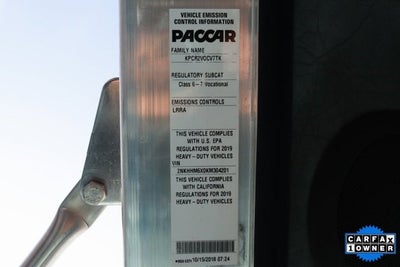 VEHICLE EMISSION
CONTROL INFORMATION
PACCAR
FAMILY NAME
KPCR2VOCV7TK
REGULATORY SUBCAT
Class 6 - 7 Vocational
EMISSIONS CONTROLS
LRRA
THIS VEHICLE COMPLIES
WITH U.S. EPA
REGULATIONS FOR 2019
HEAVY - DUTY VEHICLES
VIN
2NKHHM6X0KM304201
THIS VEHICLE COMPLIES
WITH CALIFORNIA
REGULATIONS FOR 2019
HEAVY - DUTY VEHICLES
10/15/2018 07:24
CARFAX
1 OWNER